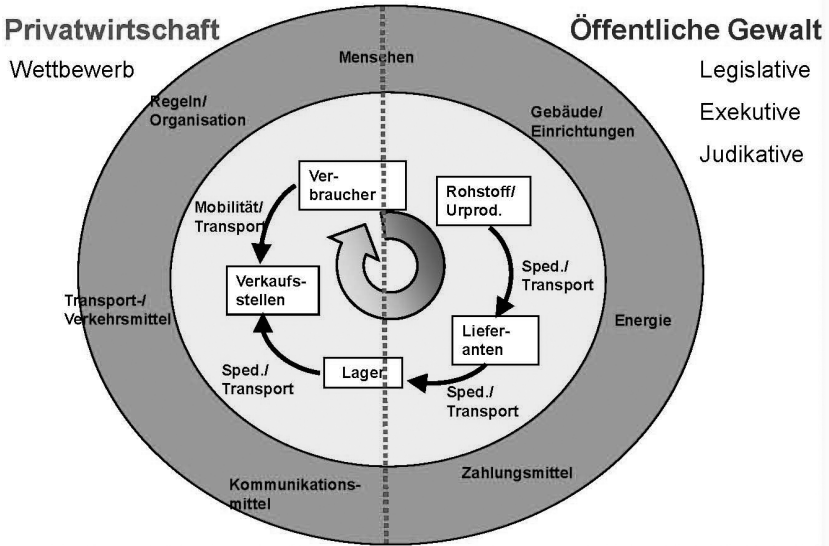 Privatwirtschaft
Öffentliche Gewalt
Wettbewerb
Legislative
Exekutive
Judikative
Menschen
Regeln/
Organisation
Gebäude/
Einrichtungen
Ver-
braucher
Rohstoff/
Urprod.
Mobilität/
Transport
Sped./
Transport
Verkaufs-
stellen
Transport-/
Verkehrsmittel
Liefer-
anten
Energie
Lager
Sped./
Transport
Sped./
Transport
Kommunikations-
mittel
Zahlungsmittel